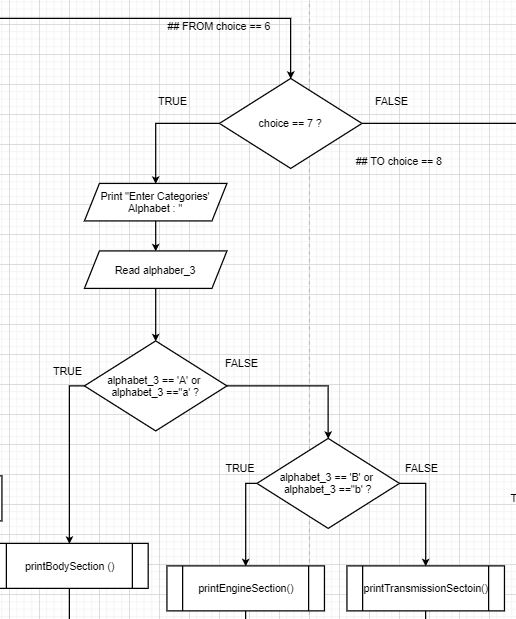 ## FROM choice == 6
TRUE
FALSE
choice == 7 ?
## TO choice == 8
Print "Enter Categories'
Alphabet : "
Read alphaber_3
TRUE
FALSE
alphabet_3 == 'A' or
alphabet_3 =="a' ?
TRUE
FALSE
alphabet_3 == 'B' or
alphabet_3 =="b' ?
printBodySection ()
printEngineSection()
printTransmissionSectoin()